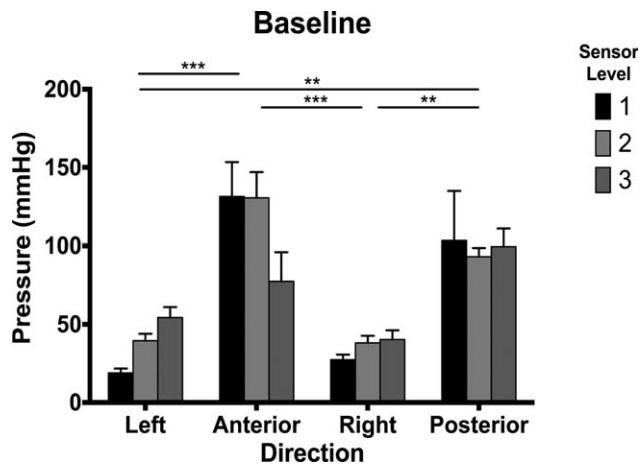 Baseline
Sensor
Level
1
2
3
***
**
***
**
200
150
100
50
0
Pressure (mmHg)
Left
Anterior
Right
Posterior
Direction